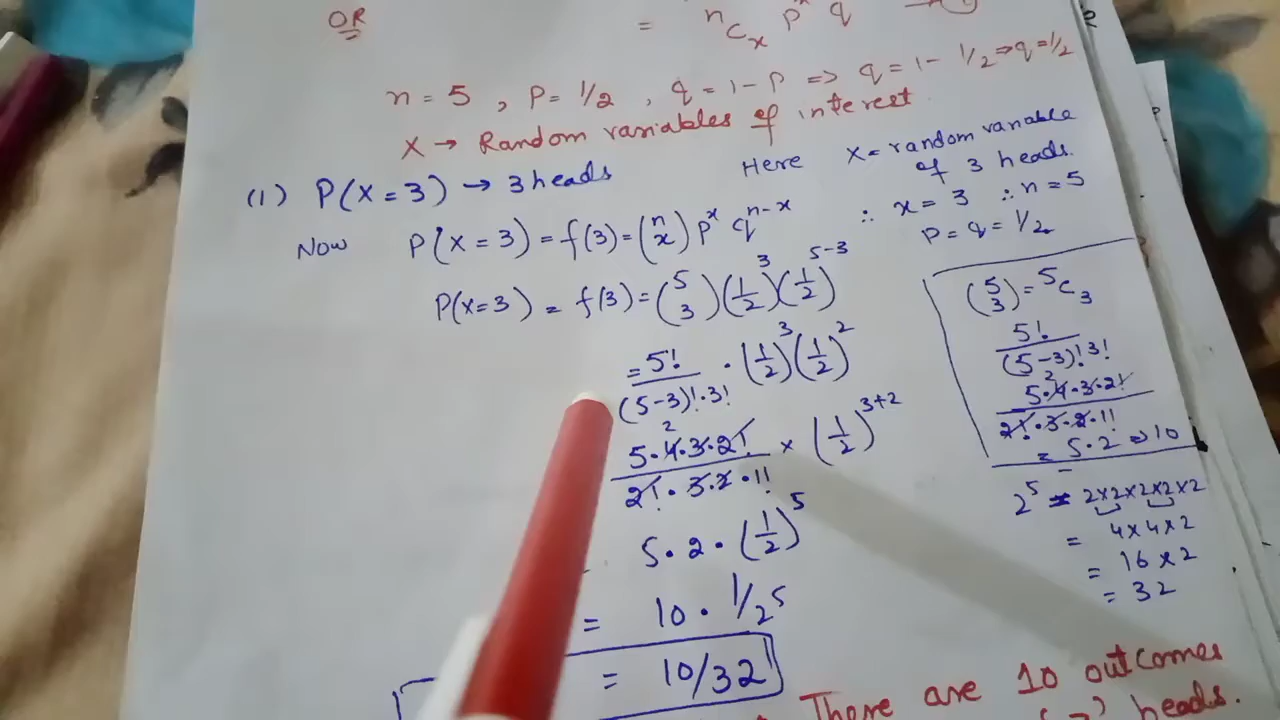 OR
= ⁿCₓ pˣ q
n = 5 , P = 1/2 , q = 1 - P ⇒ q = 1 - 1/2 ⇒ q = 1/2
X → Random variables of interest
(1) P(X = 3) → 3 heads
Here X = random variable of 3 heads.
∴ x = 3 ∴ n = 5
P = q = 1/2
Now P(X = 3) = f(3) = (n x) pˣ qⁿ⁻ˣ
P(X=3) = f(3) = (5 3) (1/2)³ (1/2)⁵⁻³
= 5! / (5-3)! · 3! · (1/2)³ (1/2)²
2
5 · 4 · 3 · 2! / 2! · 3 · 2 · 1! × (1/2)³⁺²
5 · 2 · (1/2)⁵
= 10 · 1/2⁵
= 10/32
(5 3) = ⁵C₃
5!
(5-3)! 3!
2
5 · 4 · 3 · 2!
2! · 3 · 2 · 1!
= 5 · 2 ⇒ 10
2⁵ = 2×2×2×2×2
= 4×4×2
= 16 × 2
= 32
There are 10 outcomes
heads.